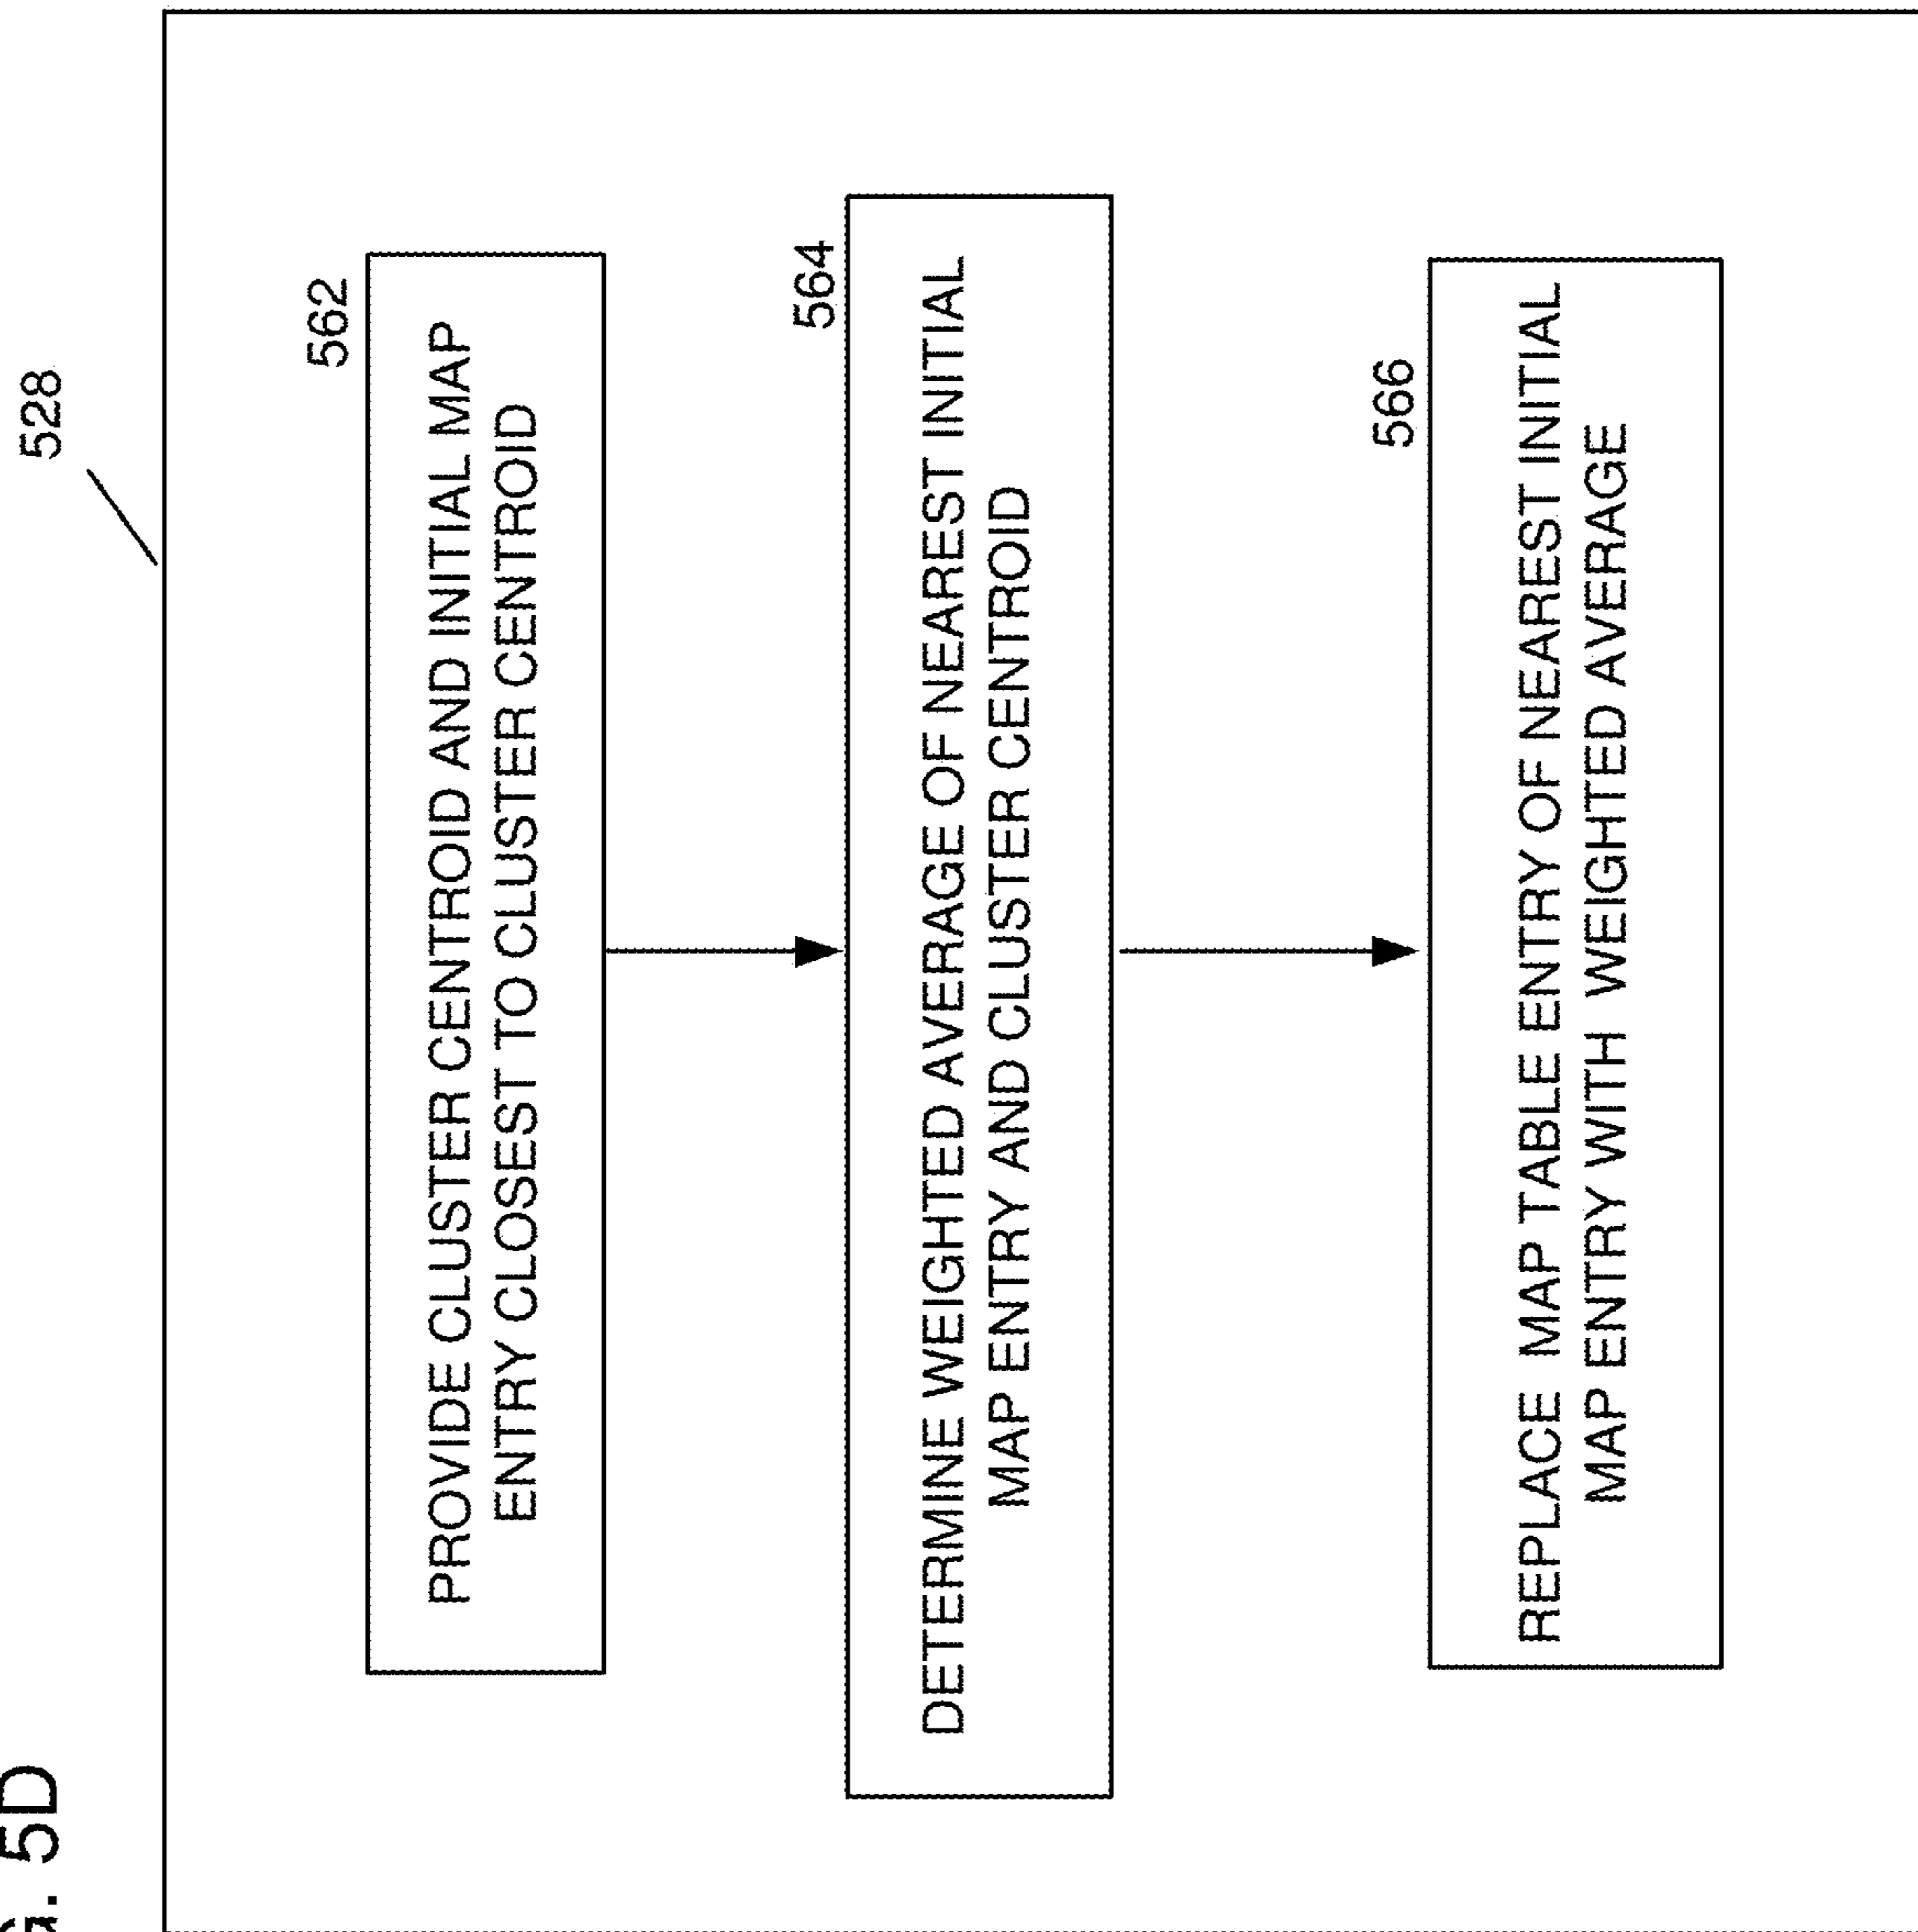 5D
528
562
PROVIDE CLUSTER CENTROID AND INITIAL MAP
ENTRY CLOSEST TO CLUSTER CENTROID
564
DETERMINE WEIGHTED AVERAGE OF NEAREST INITIAL
MAP ENTRY AND CLUSTER CENTROID
566
REPLACE MAP TABLE ENTRY OF NEAREST INITIAL
MAP ENTRY WITH WEIGHTED AVERAGE